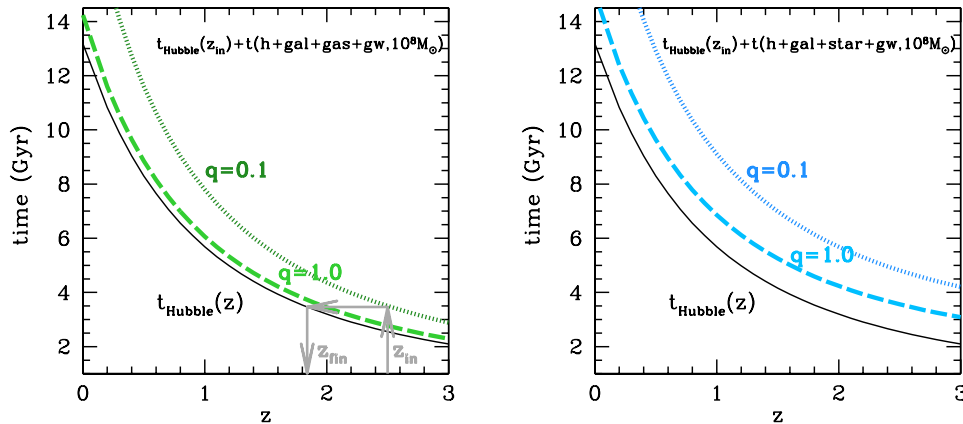 14
12
10
8
6
4
2
0
1
2
3
time (Gyr)
z
t_Hubble(z_in)+t(h+gal+gas+gw,10^8M_⊙)
q=0.1
q=1.0
t_Hubble(z)
z_fin
z_in
14
12
10
8
6
4
2
0
1
2
3
time (Gyr)
z
t_Hubble(z_in)+t(h+gal+star+gw,10^8M_⊙)
q=0.1
q=1.0
t_Hubble(z)